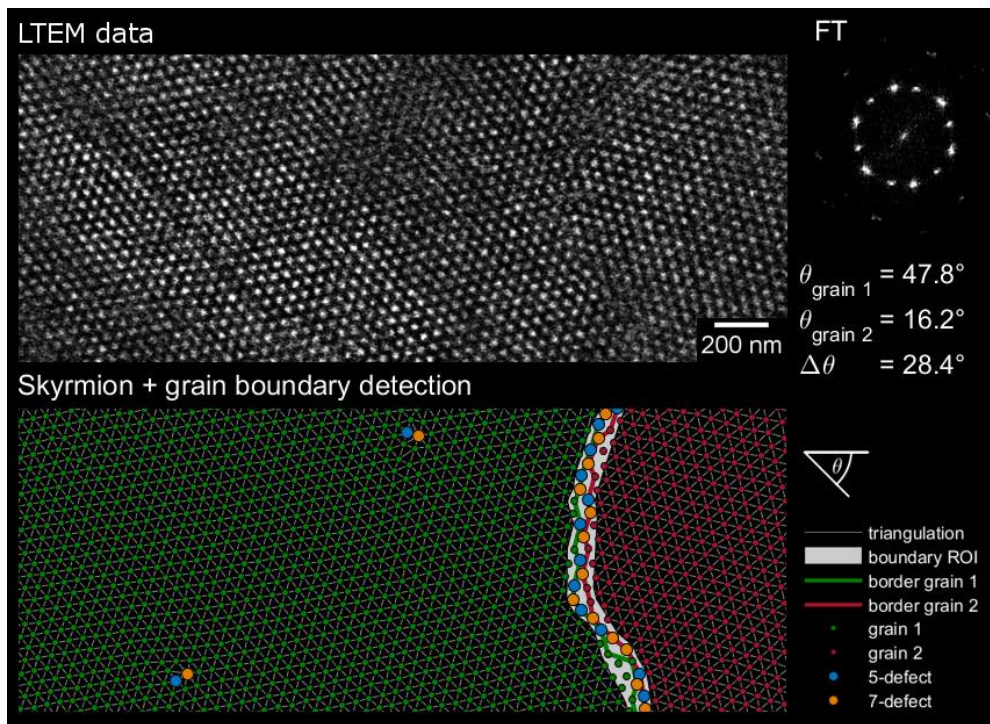 LTEM data
FT
200 nm
θgrain 1 = 47.8°
θgrain 2 = 16.2°
Δθ = 28.4°
Skyrmion + grain boundary detection
θ
triangulation
boundary ROI
border grain 1
border grain 2
grain 1
grain 2
5-defect
7-defect